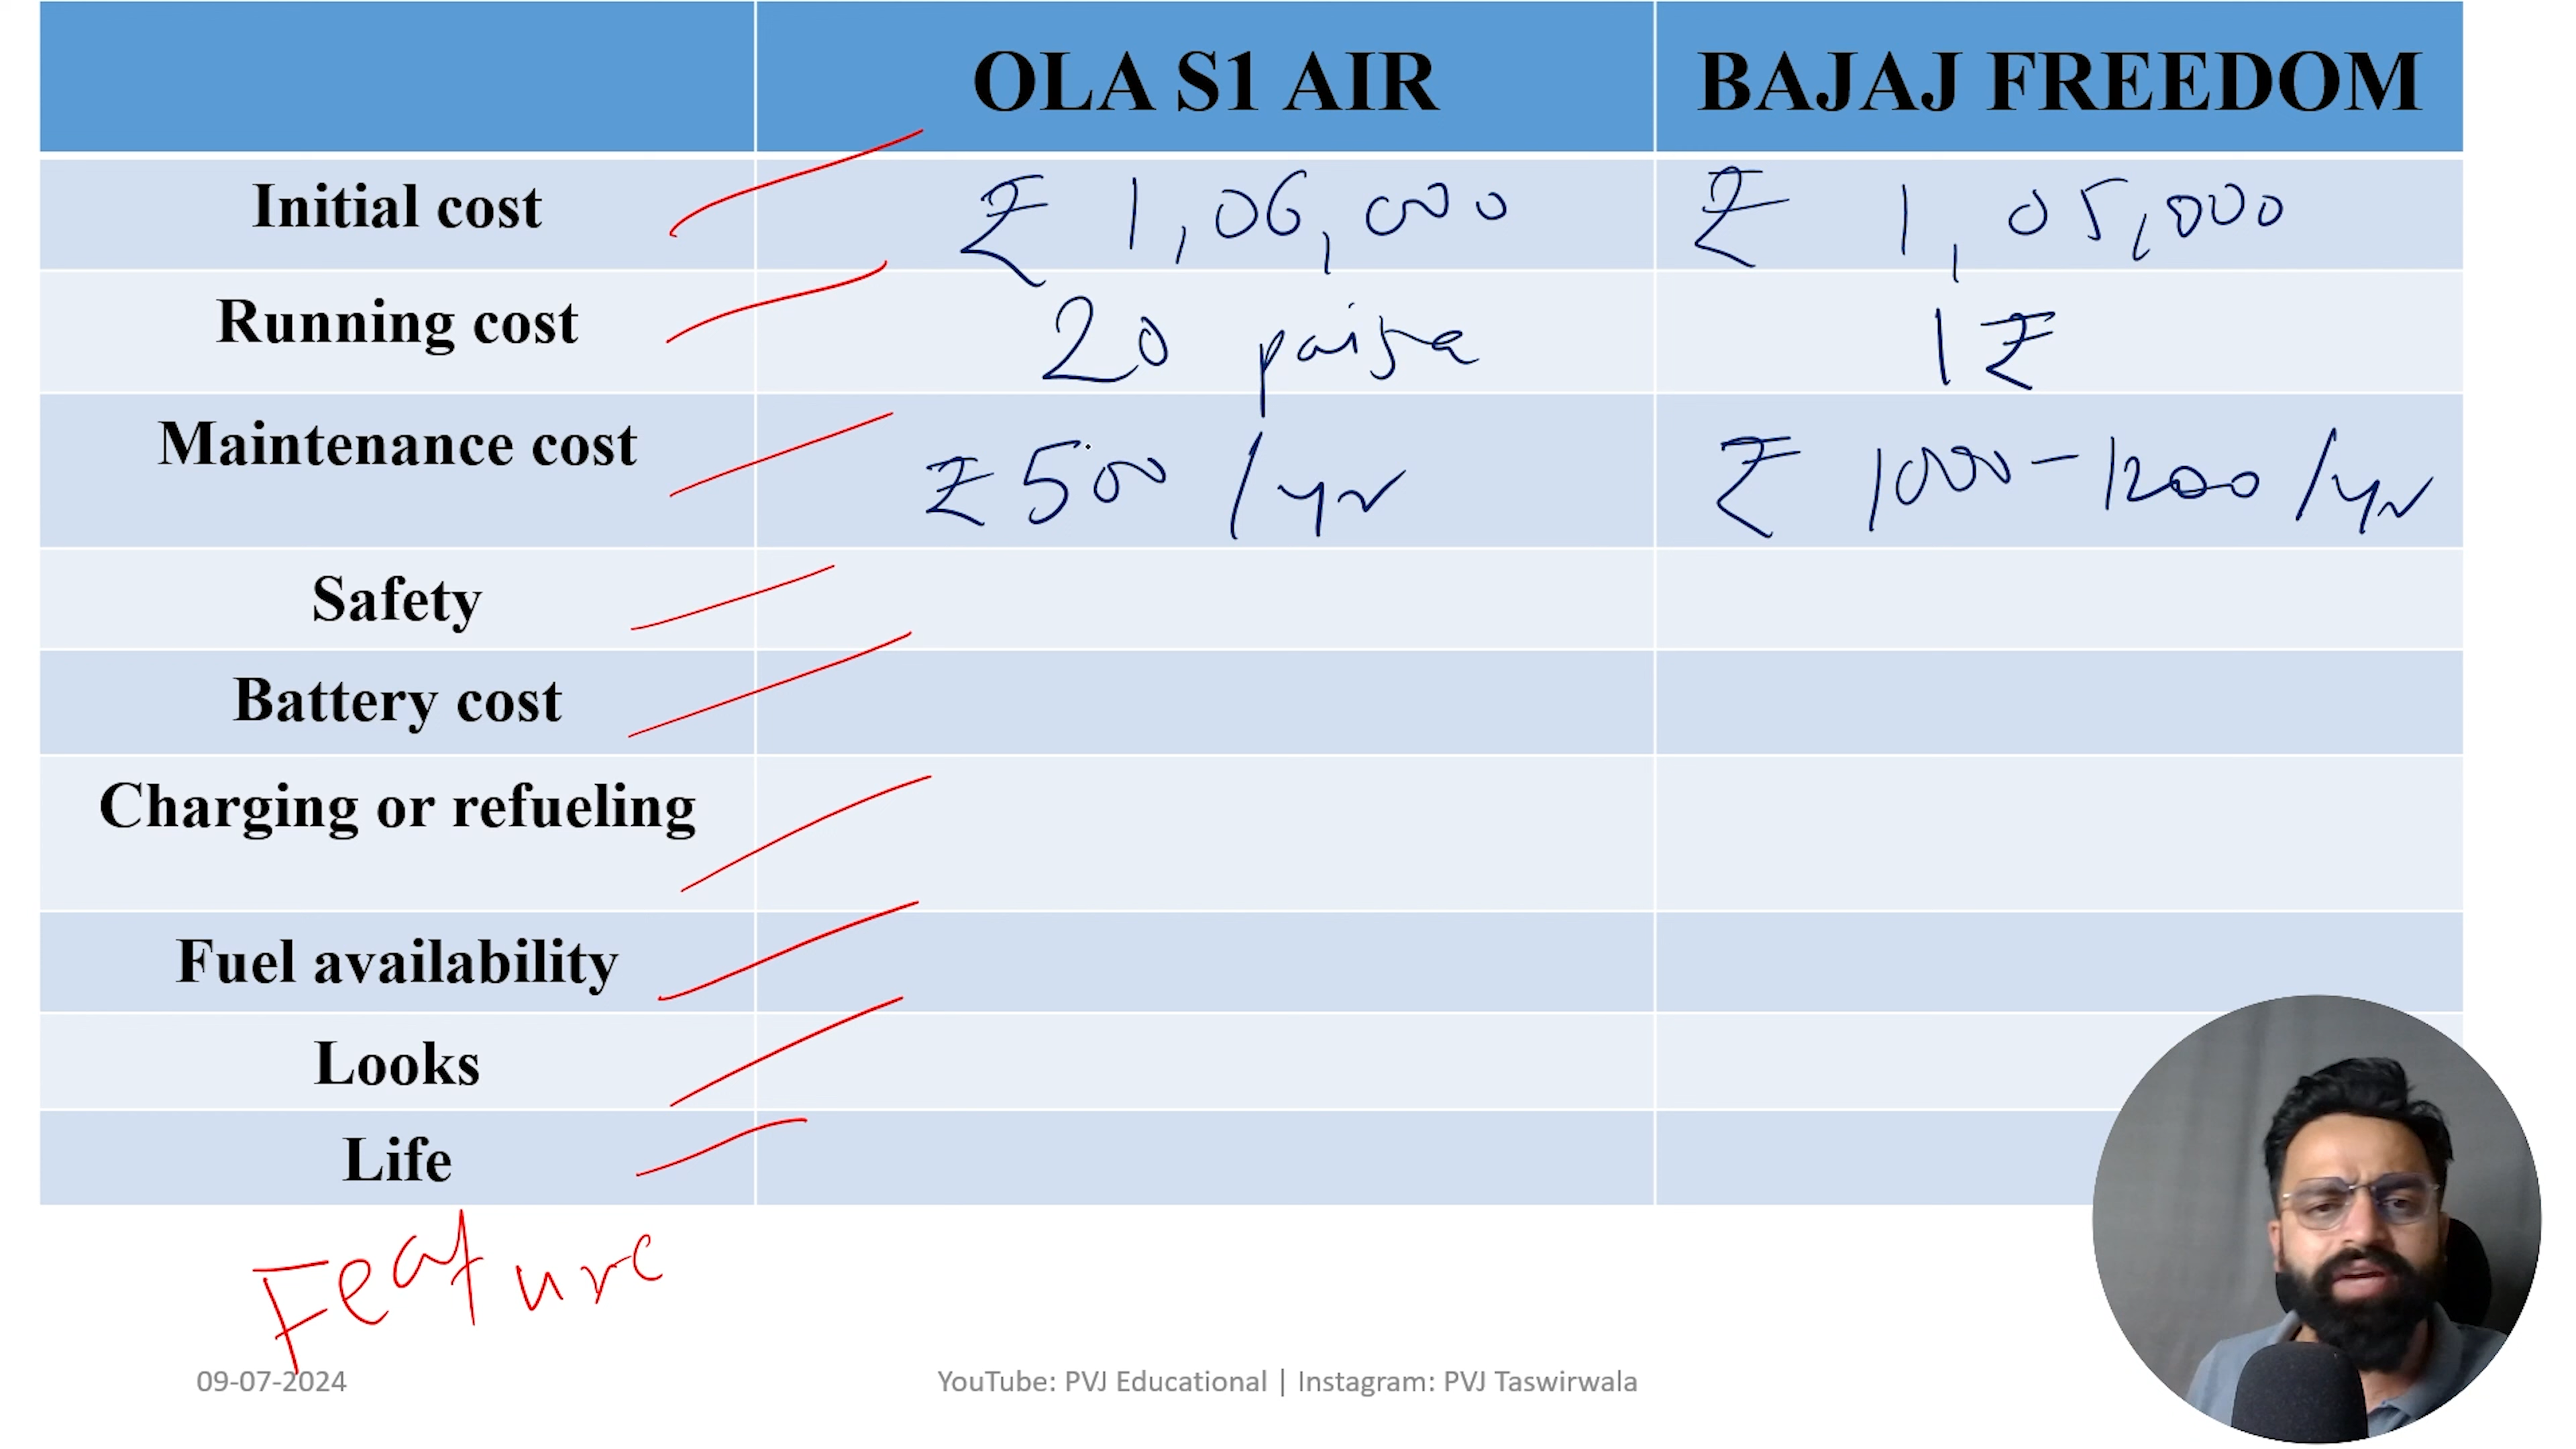 OLA S1 AIR BAJAJ FREEDOM
Initial cost ₹ 1,06,000 ₹ 1,05,000
Running cost 20 paisa 1₹
Maintenance cost ₹500/yr ₹ 1000-1200/yr
Safety
Battery cost
Charging or refueling
Fuel availability
Looks
Life
Feature
09-07-2024 YouTube: PVJ Educational | Instagram: PVJ Taswirwala